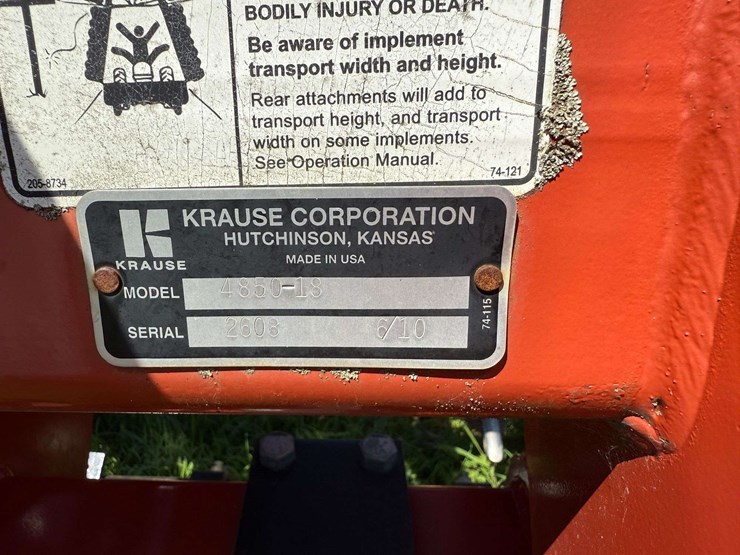 BODILY INJURY OR DEATH.
Be aware of implement
transport width and height.
Rear attachments will add to
transport height, and transport
width on some implements.
See Operation Manual.
205-8734
74-121
KRAUSE CORPORATION
HUTCHINSON, KANSAS
MADE IN USA
KRAUSE
MODEL 4850-18
SERIAL 2608 6/10
74-115